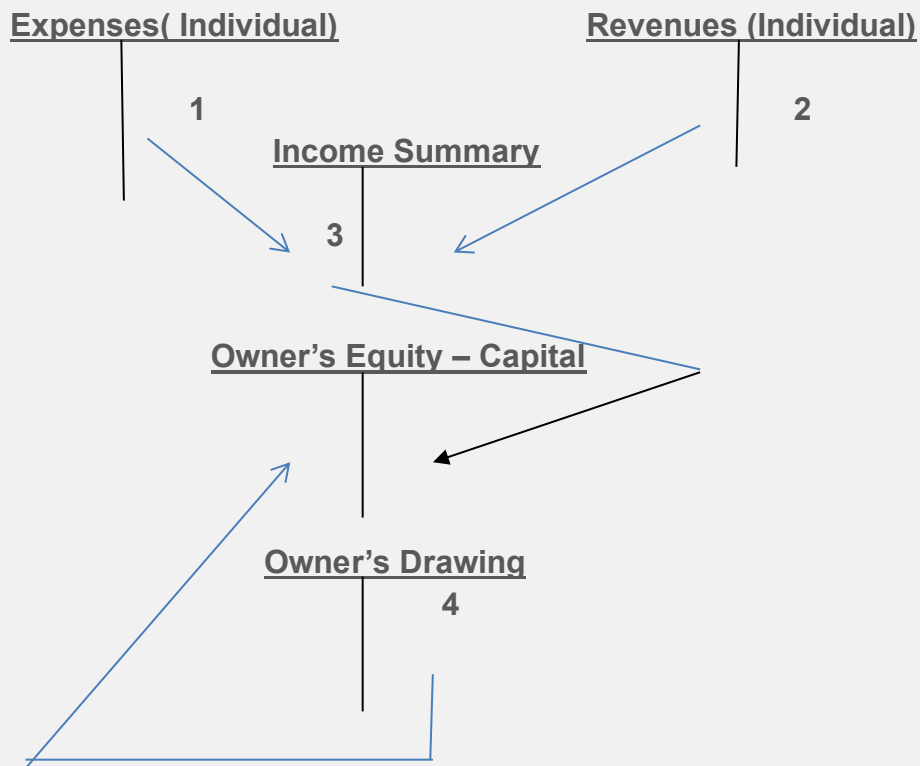 Expenses( Individual)
Revenues (Individual)
1
2
Income Summary
3
Owner’s Equity – Capital
Owner’s Drawing
4